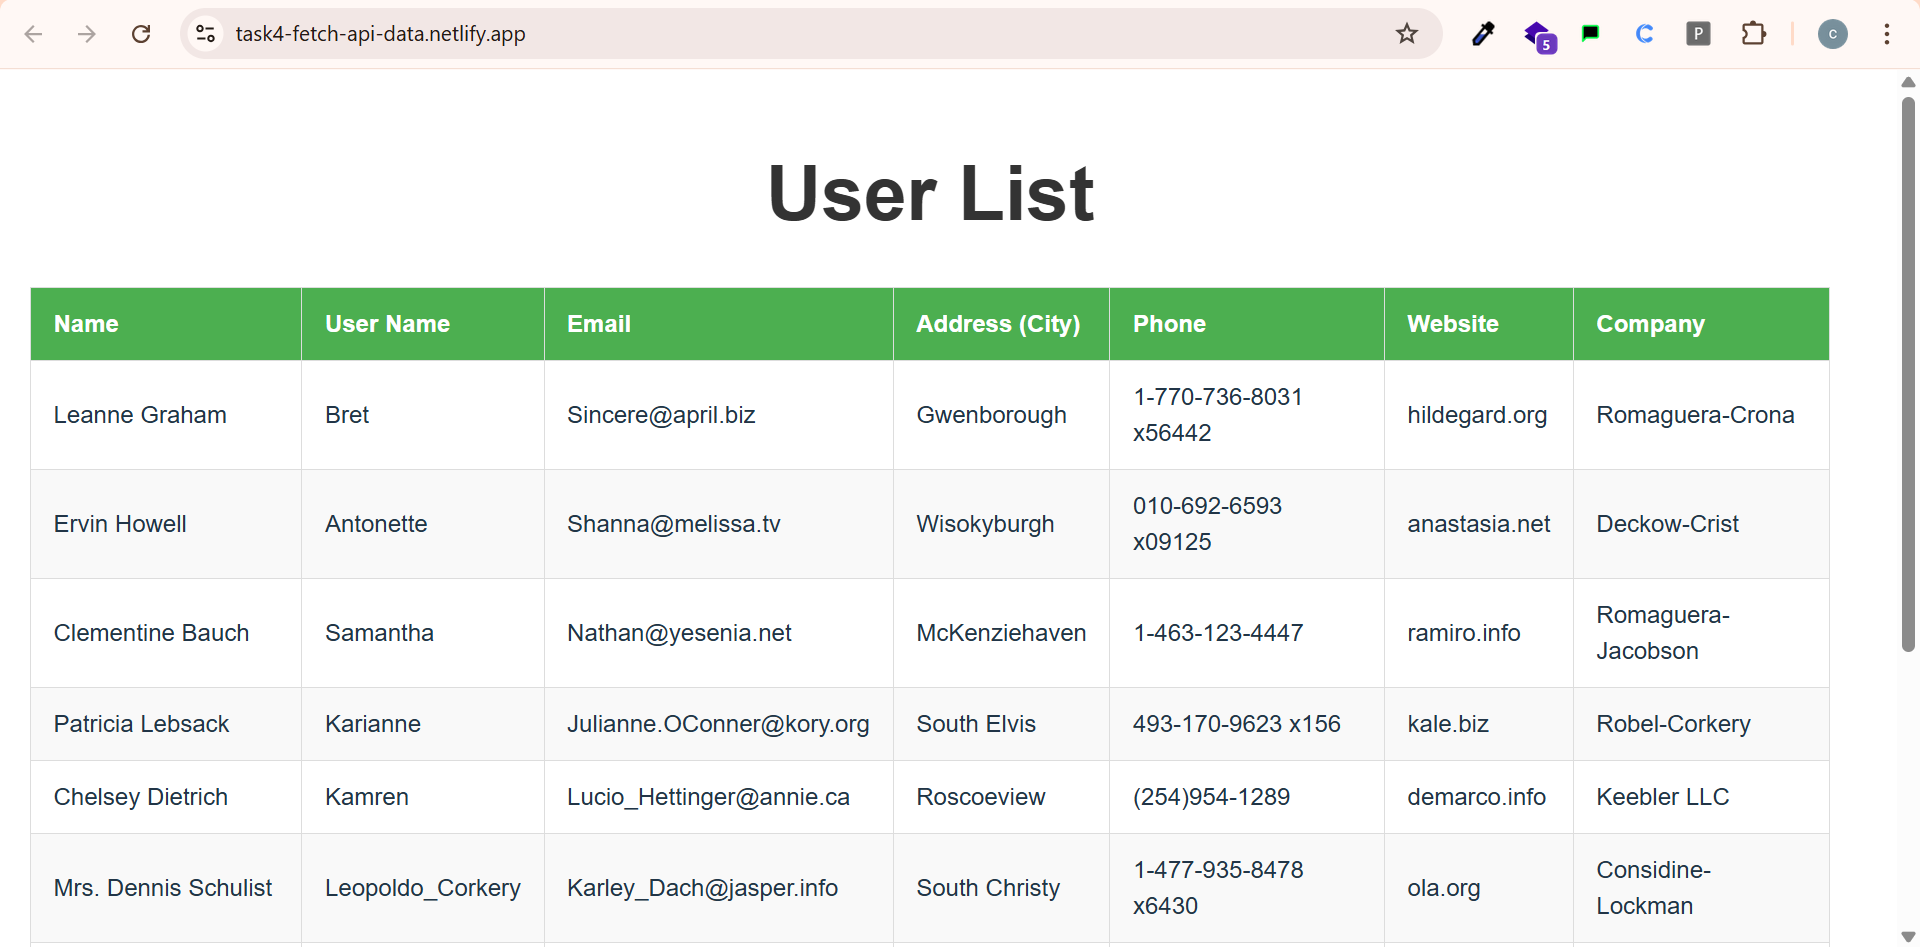 task4-fetch-api-data.netlify.app
5
P
c
User List
Name User Name Email Address (City) Phone Website Company
Leanne Graham Bret Sincere@april.biz Gwenborough 1-770-736-8031 hildegard.org Romaguera-Crona
x56442
Ervin Howell Antonette Shanna@melissa.tv Wisokyburgh 010-692-6593 anastasia.net Deckow-Crist
x09125
Clementine Bauch Samantha Nathan@yesenia.net McKenziehaven 1-463-123-4447 ramiro.info Romaguera-
Jacobson
Patricia Lebsack Karianne Julianne.OConner@kory.org South Elvis 493-170-9623 x156 kale.biz Robel-Corkery
Chelsey Dietrich Kamren Lucio_Hettinger@annie.ca Roscoeview (254)954-1289 demarco.info Keebler LLC
Mrs. Dennis Schulist Leopoldo_Corkery Karley_Dach@jasper.info South Christy 1-477-935-8478 ola.org Considine-
x6430 Lockman